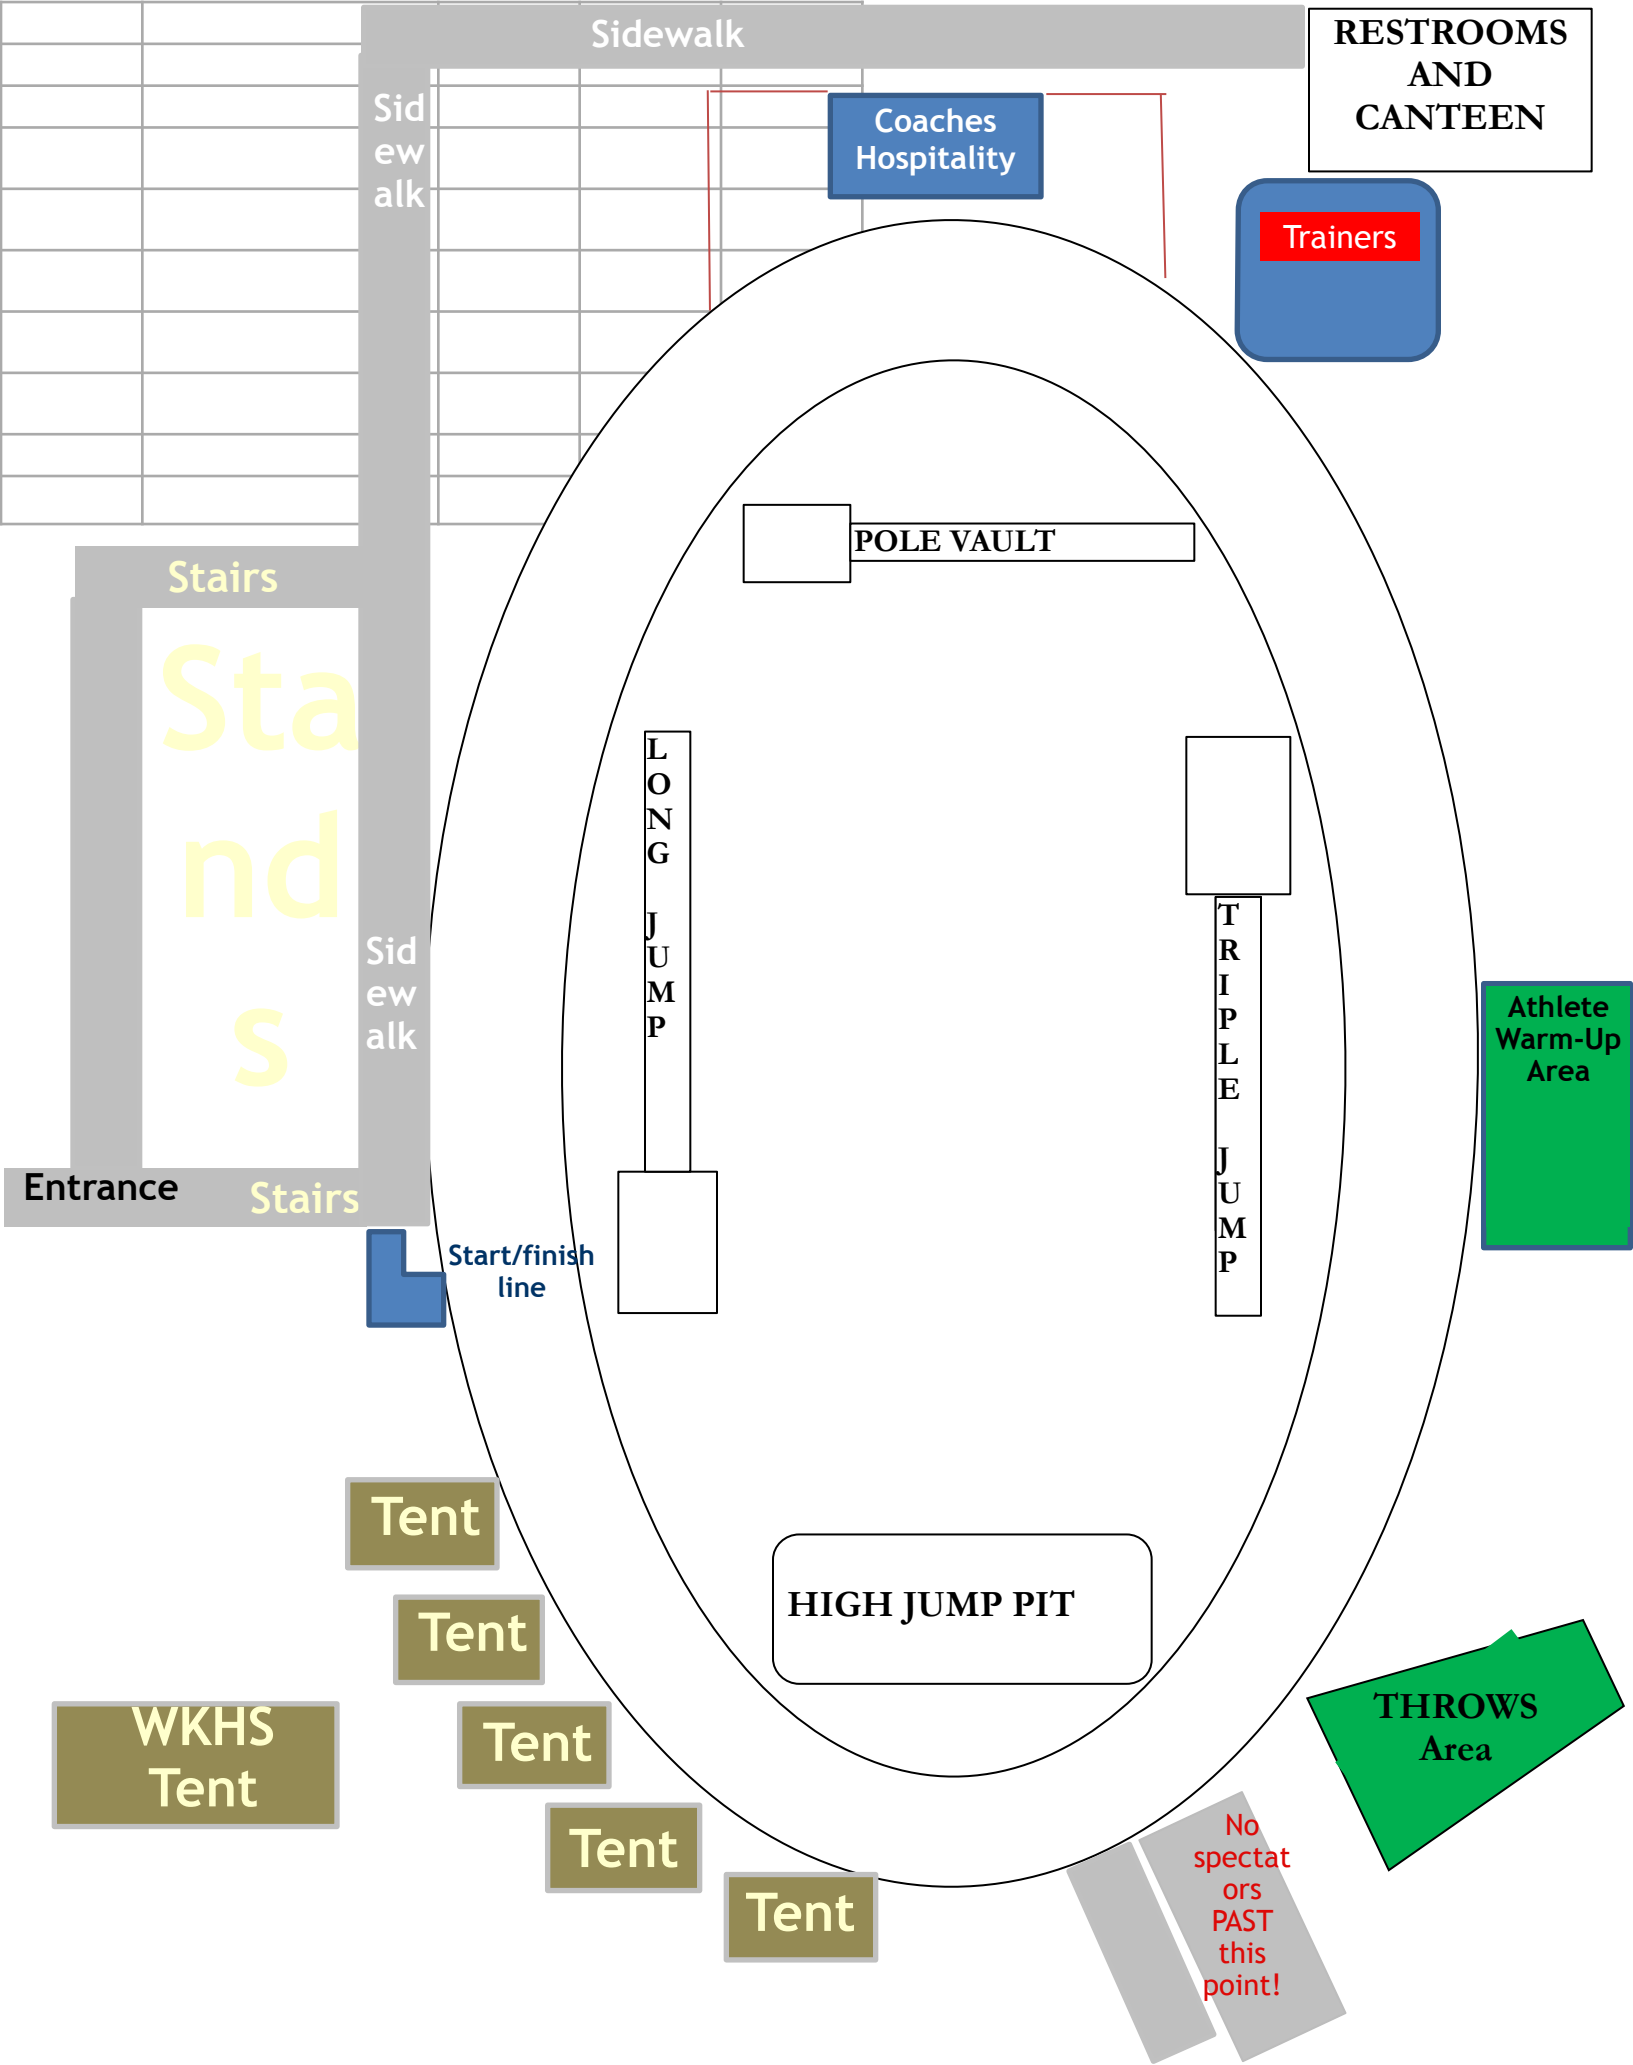 Sidewalk
RESTROOMS
AND
CANTEEN
Sid
ew
alk
Coaches
Hospitality
Trainers
POLE VAULT
Stairs
Sta
nd
s
L
O
N
G
J
U
M
P
T
R
I
P
L
E
J
U
M
P
Sid
ew
alk
Athlete
Warm-Up
Area
Entrance
Stairs
Start/finish
line
Tent
HIGH JUMP PIT
Tent
WKHS
Tent
Tent
THROWS
Area
Tent
Tent
No
spectat
ors
PAST
this
point!